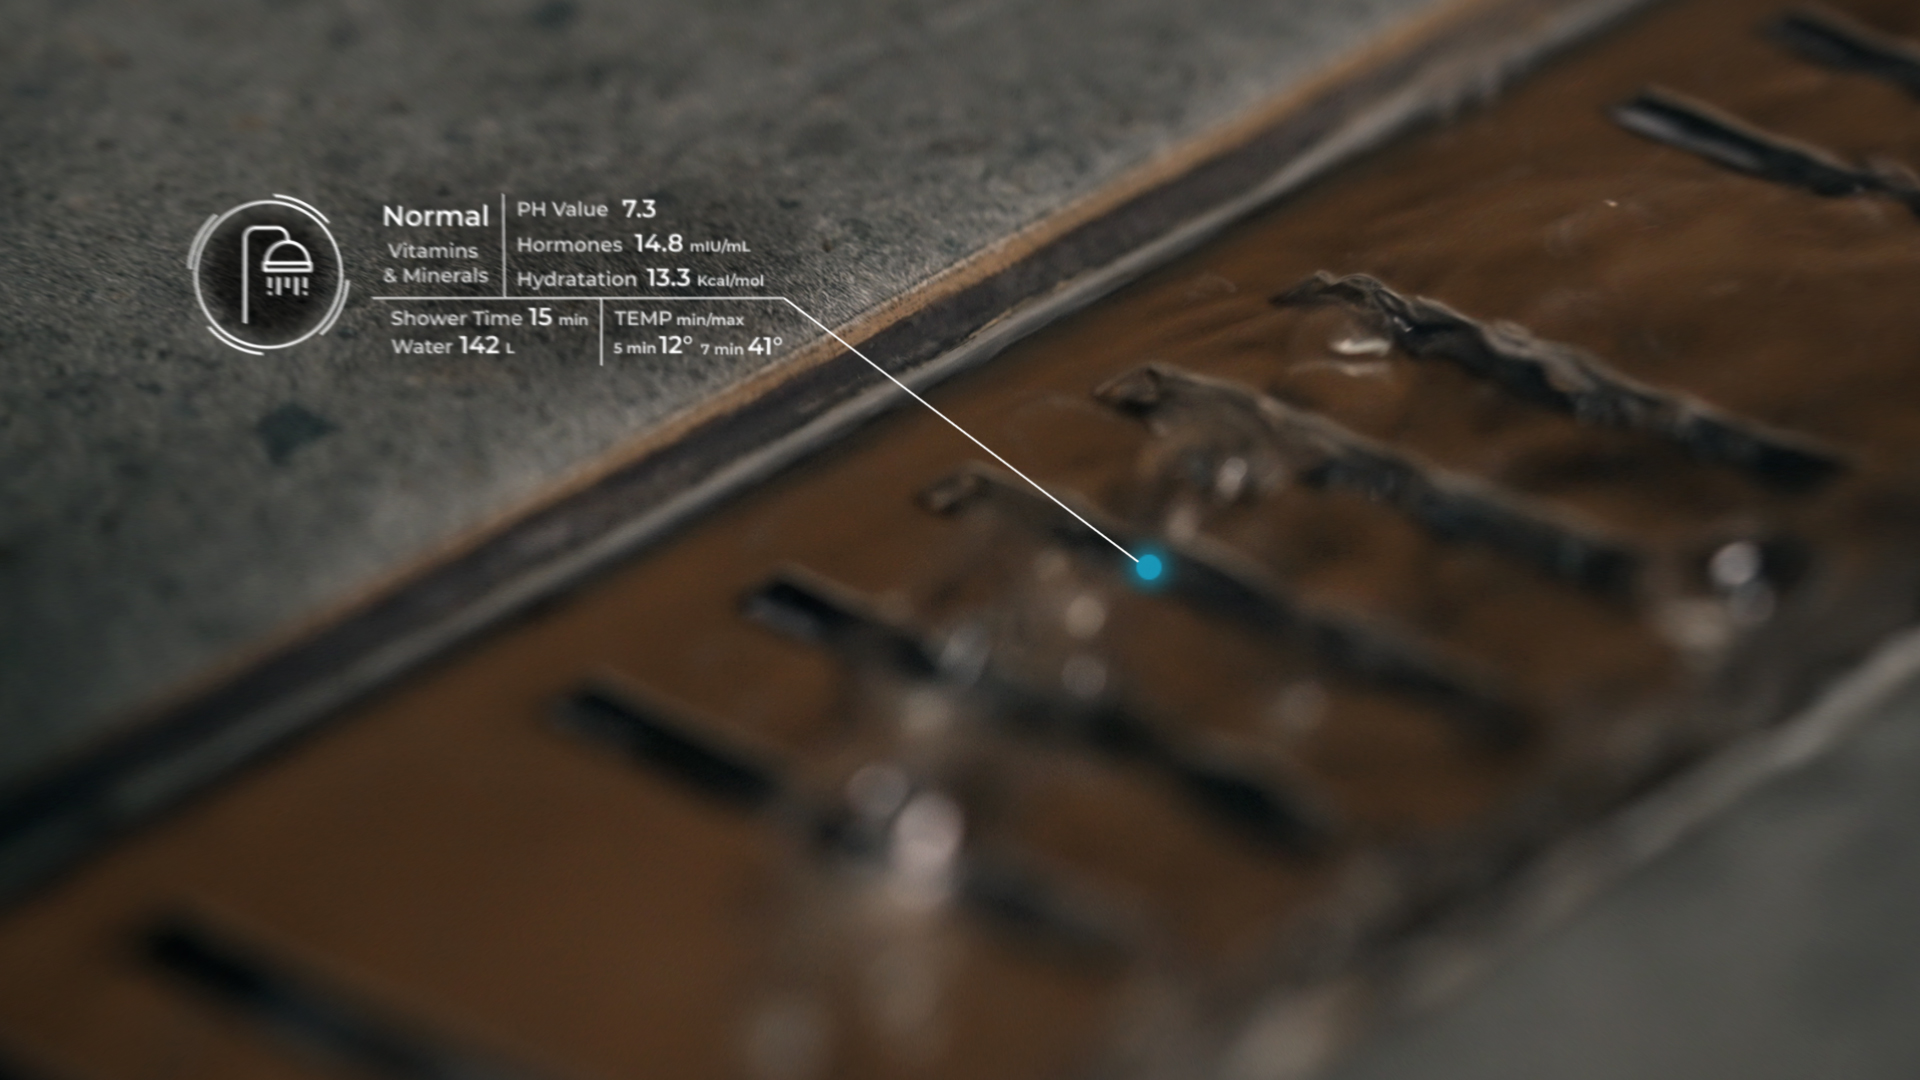 Normal
Vitamins
& Minerals
PH Value 7.3
Hormones 14.8 mIU/mL
Hydratation 13.3 Kcal/mol
Shower Time 15 min
Water 142 L
TEMP min/max
5 min 12° 7 min 41°